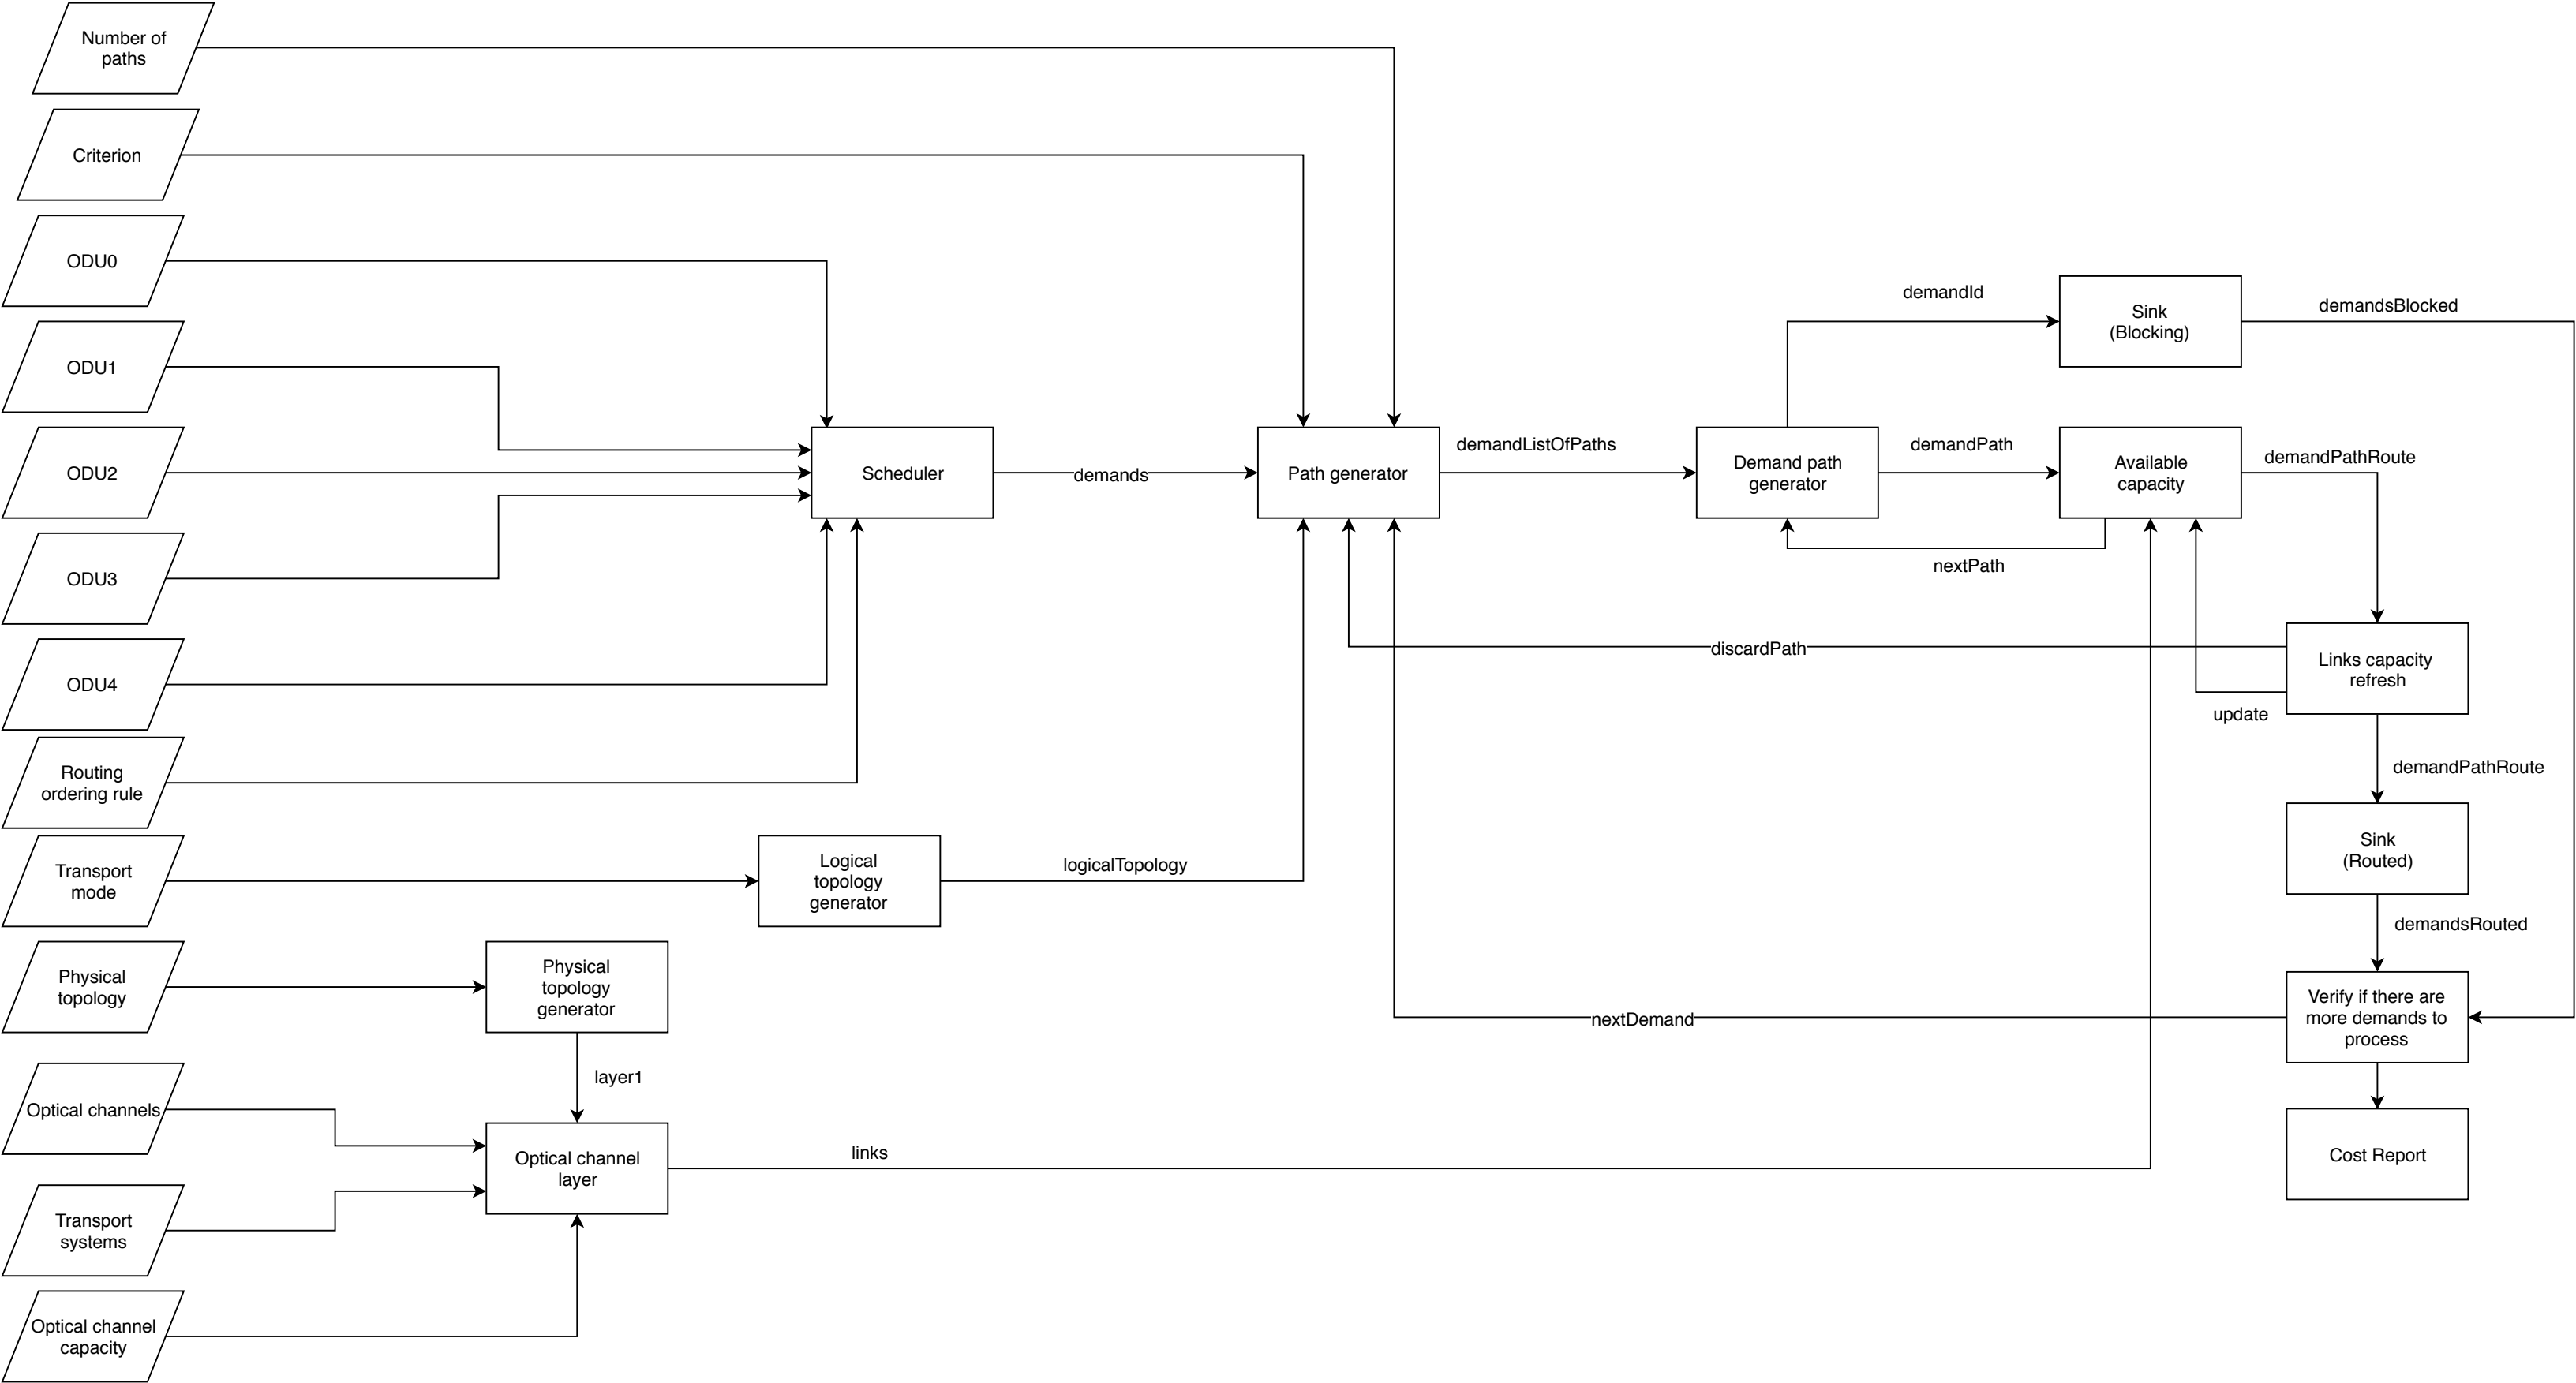 Number of
paths
Criterion
ODU0
demandId
Sink
(Blocking)
demandsBlocked
ODU1
ODU2
Scheduler
demands
Path generator
demandListOfPaths
Demand path
generator
demandPath
Available
capacity
demandPathRoute
nextPath
ODU3
discardPath
Links capacity
refresh
update
ODU4
Routing
ordering rule
demandPathRoute
Transport
mode
Logical
topology
generator
logicalTopology
Sink
(Routed)
demandsRouted
Physical
topology
Physical
topology
generator
nextDemand
Verify if there are
more demands to
process
layer1
Optical channels
Optical channel
layer
links
Cost Report
Transport
systems
Optical channel
capacity